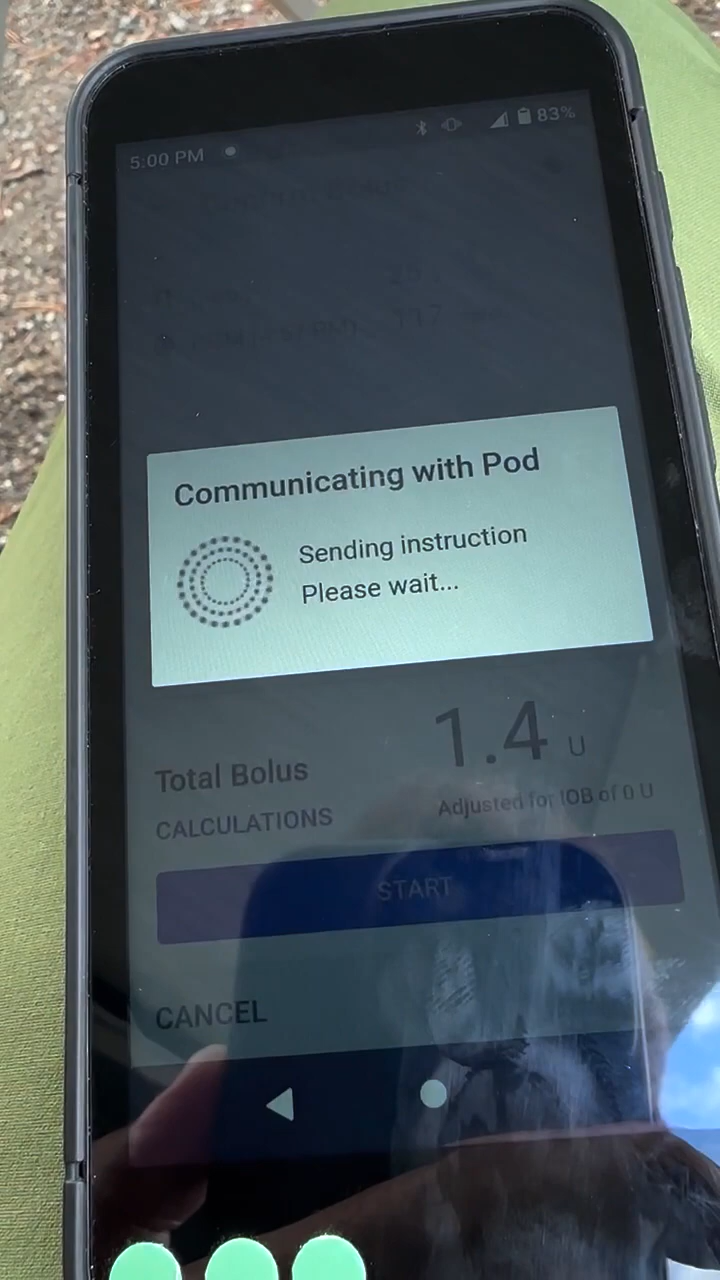 5:00 PM 83%
117
Communicating with Pod
Sending instruction
Please wait...
Total Bolus 1.4 U
CALCULATIONS Adjusted for IOB of 0 U
START
CANCEL